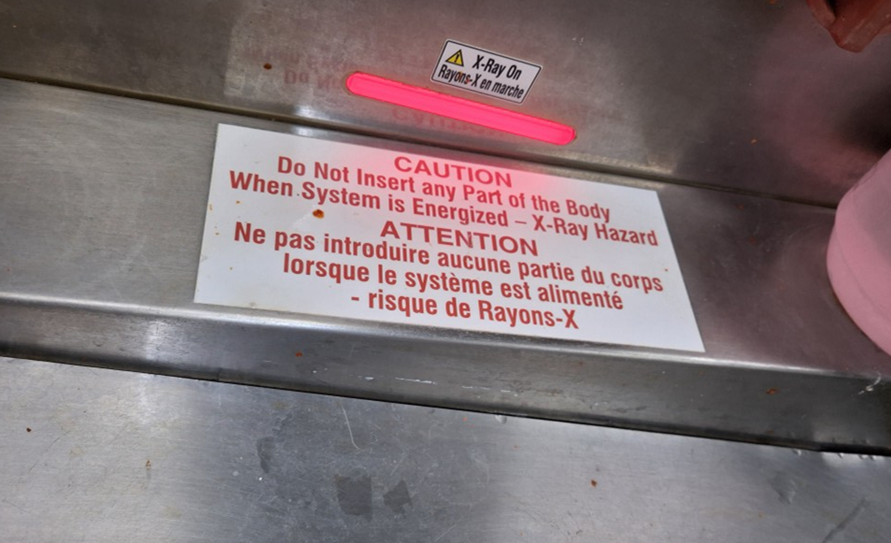 X-Ray On
Rayons-X en marche
CAUTION
Do Not Insert any Part of the Body
When System is Energized – X-Ray Hazard
ATTENTION
Ne pas introduire aucune partie du corps
lorsque le système est alimenté
- risque de Rayons-X